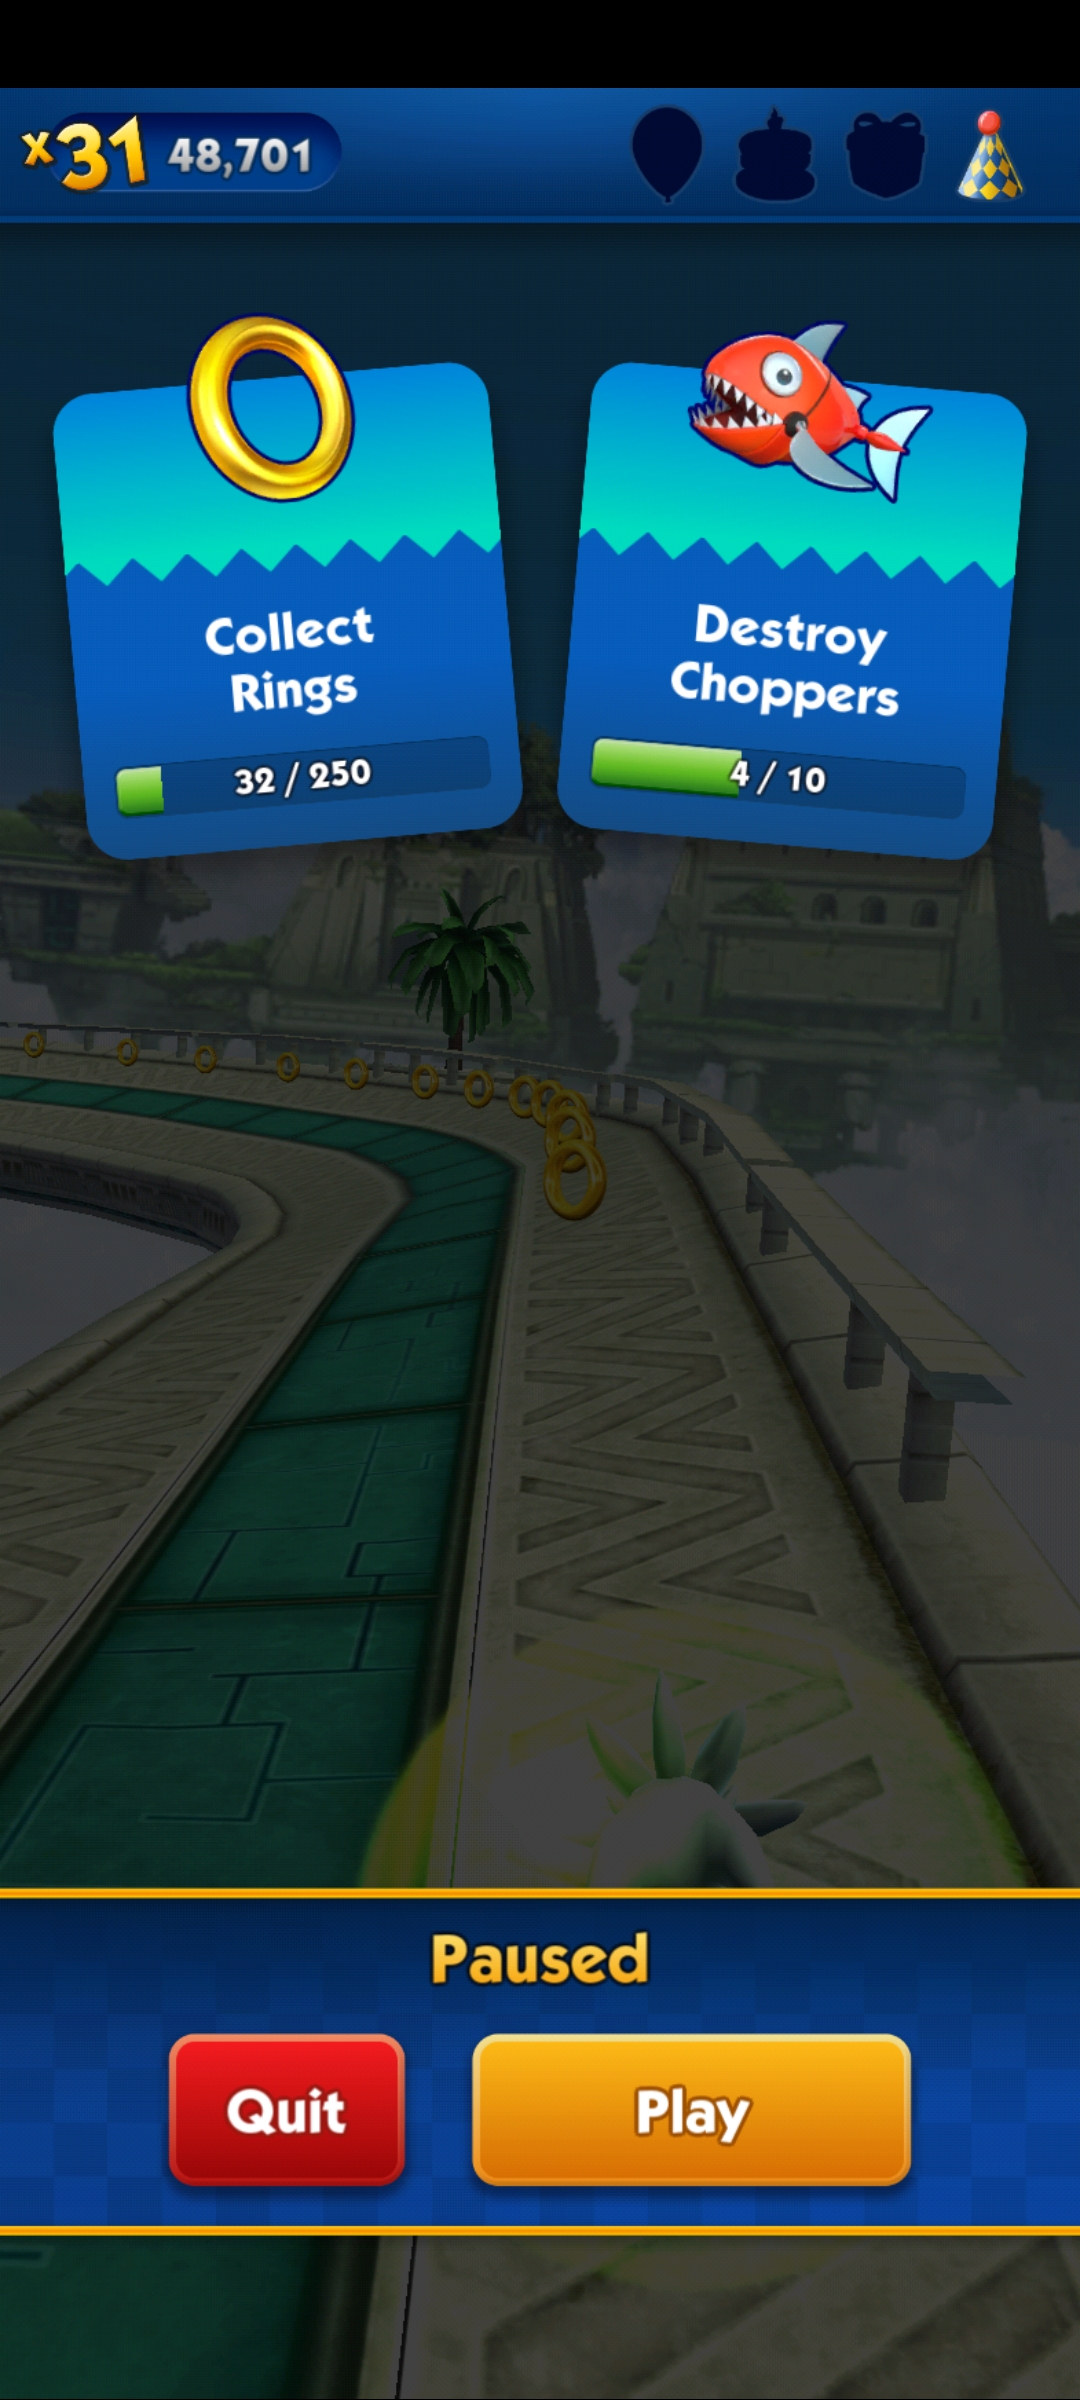 x31 48,701
Collect
Rings
32 / 250
Destroy
Choppers
4 / 10
Paused
Quit
Play